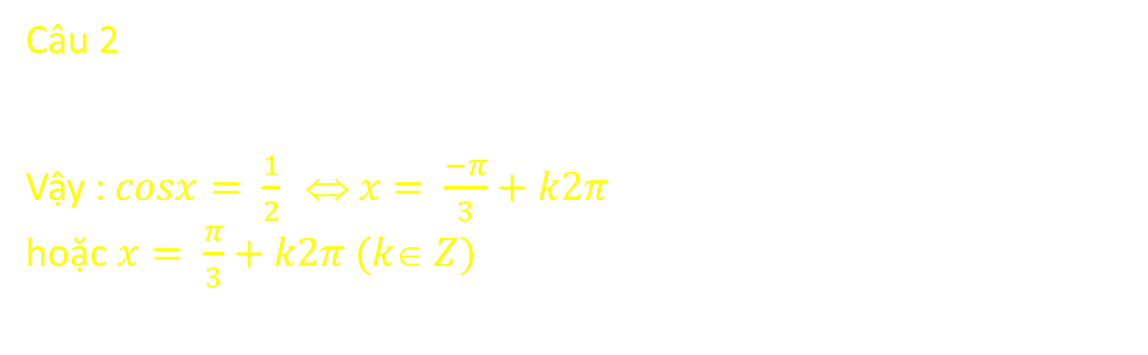 Câu 2
Vậy : cosx = 1/2 ⇔ x = −π/3 + k2π
hoặc x = π/3 + k2π (k∈ Z)